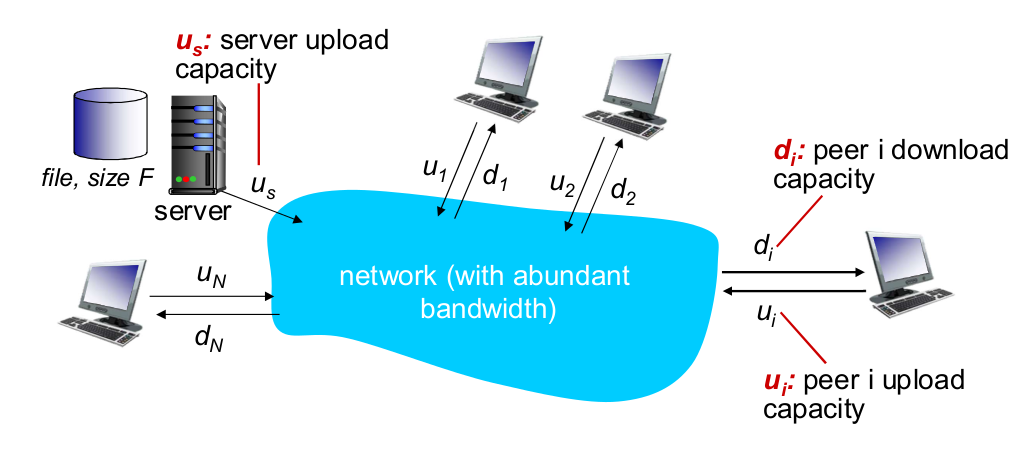 u_s: server upload
capacity
file, size F
server
u_s
u_1
d_1
u_2
d_2
d_i: peer i download
capacity
d_i
u_i
u_N
d_N
network (with abundant
bandwidth)
u_i: peer i upload
capacity